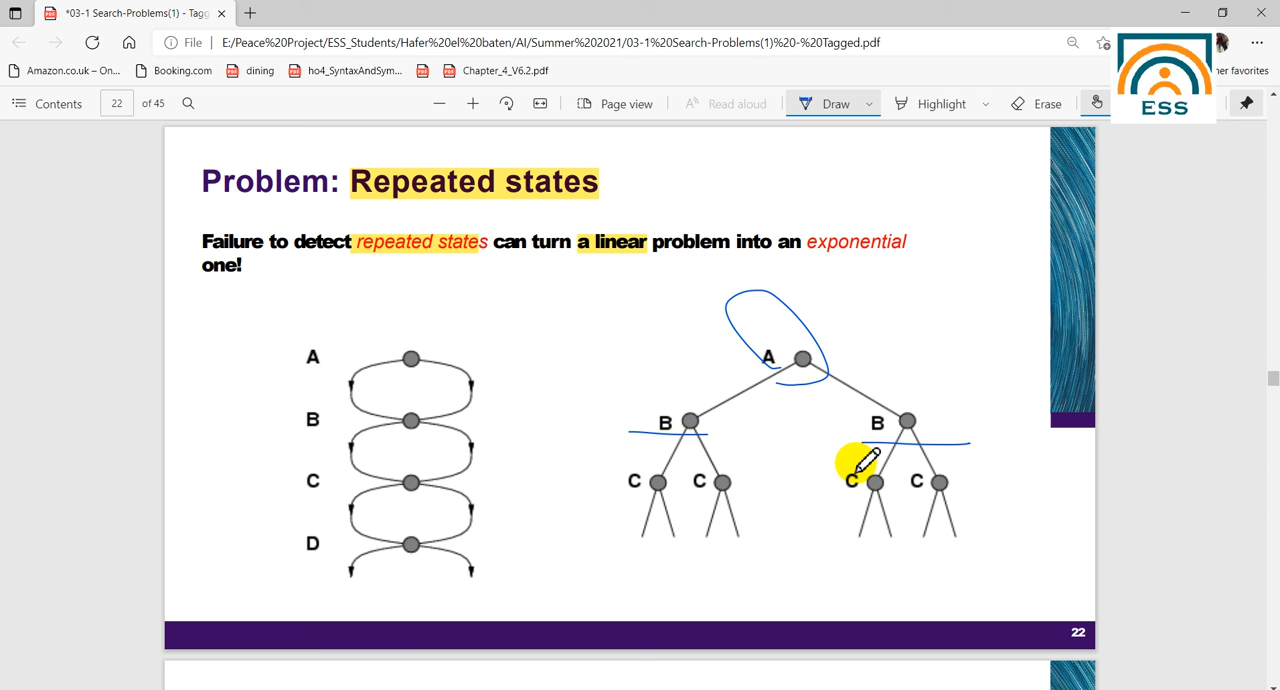 *03-1 Search-Problems(1) - Tagg
File
E:/Peace%20Project/ESS_Students/Hafer%20el%20baten/AI/Summer%202021/03-1%20Search-Problems(1)%20-%20Tagged.pdf
Amazon.co.uk – On...
Booking.com
dining
ho4_SyntaxAndSym...
Chapter_4_V6.2.pdf
her favorites
ESS
Contents
22
of 45
Page view
Read aloud
Draw
Highlight
Erase
Problem: Repeated states
Failure to detect repeated states can turn a linear problem into an exponential
one!
A
B
C
D
A
B
B
C
C
C
C
22